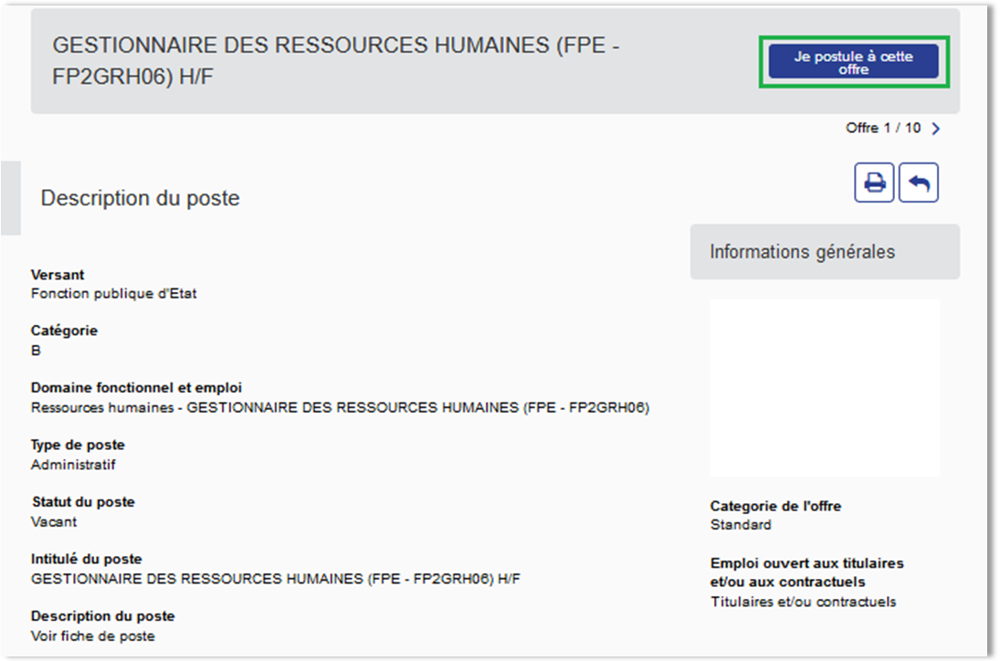 GESTIONNAIRE DES RESSOURCES HUMAINES (FPE -
FP2GRH06) H/F
Je postule à cette
offre
Offre 1 / 10
Description du poste
Versant
Fonction publique d'Etat
Catégorie
B
Domaine fonctionnel et emploi
Ressources humaines - GESTIONNAIRE DES RESSOURCES HUMAINES (FPE - FP2GRH06)
Type de poste
Administratif
Statut du poste
Vacant
Intitulé du poste
GESTIONNAIRE DES RESSOURCES HUMAINES (FPE - FP2GRH06) H/F
Description du poste
Voir fiche de poste
Informations générales
Categorie de l'offre
Standard
Emploi ouvert aux titulaires
et/ou aux contractuels
Titulaires et/ou contractuels